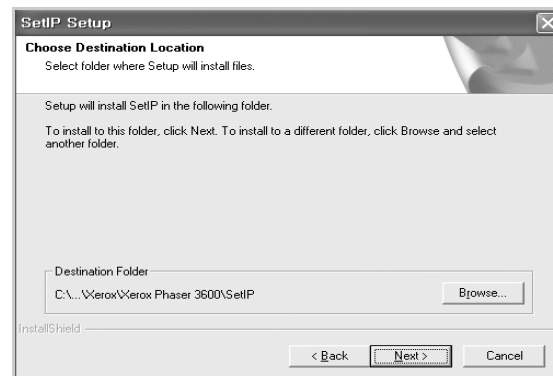 SetIP Setup
Choose Destination Location
Select folder where Setup will install files.
Setup will install SetIP in the following folder.
To install to this folder, click Next. To install to a different folder, click Browse and select
another folder.
Destination Folder
C:\...\Xerox\Xerox Phaser 3600\SetIP
Browse...
InstallShield
< Back
Next >
Cancel